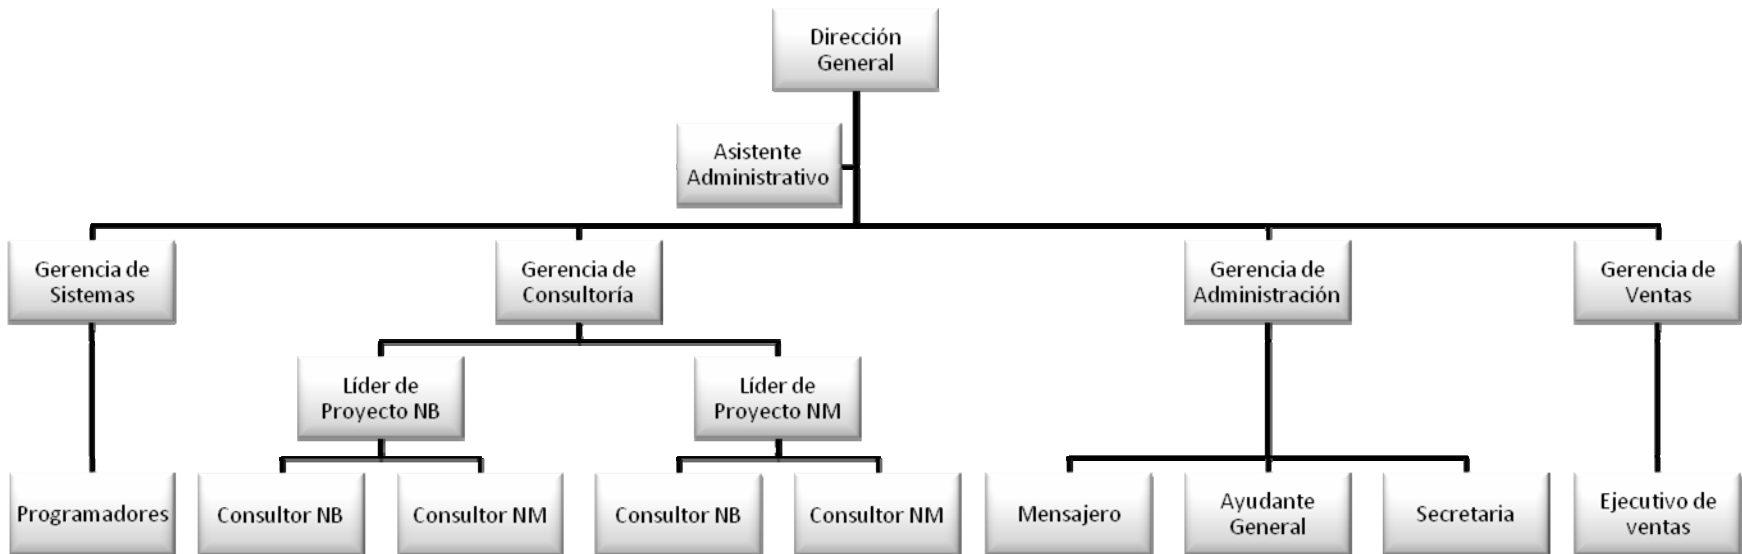 Dirección
General
Asistente
Administrativo
Gerencia de
Sistemas
Gerencia de
Consultoría
Gerencia de
Administración
Gerencia de
Ventas
Líder de
Proyecto NB
Líder de
Proyecto NM
Programadores
Consultor NB
Consultor NM
Consultor NB
Consultor NM
Mensajero
Ayudante
General
Secretaria
Ejecutivo de
ventas